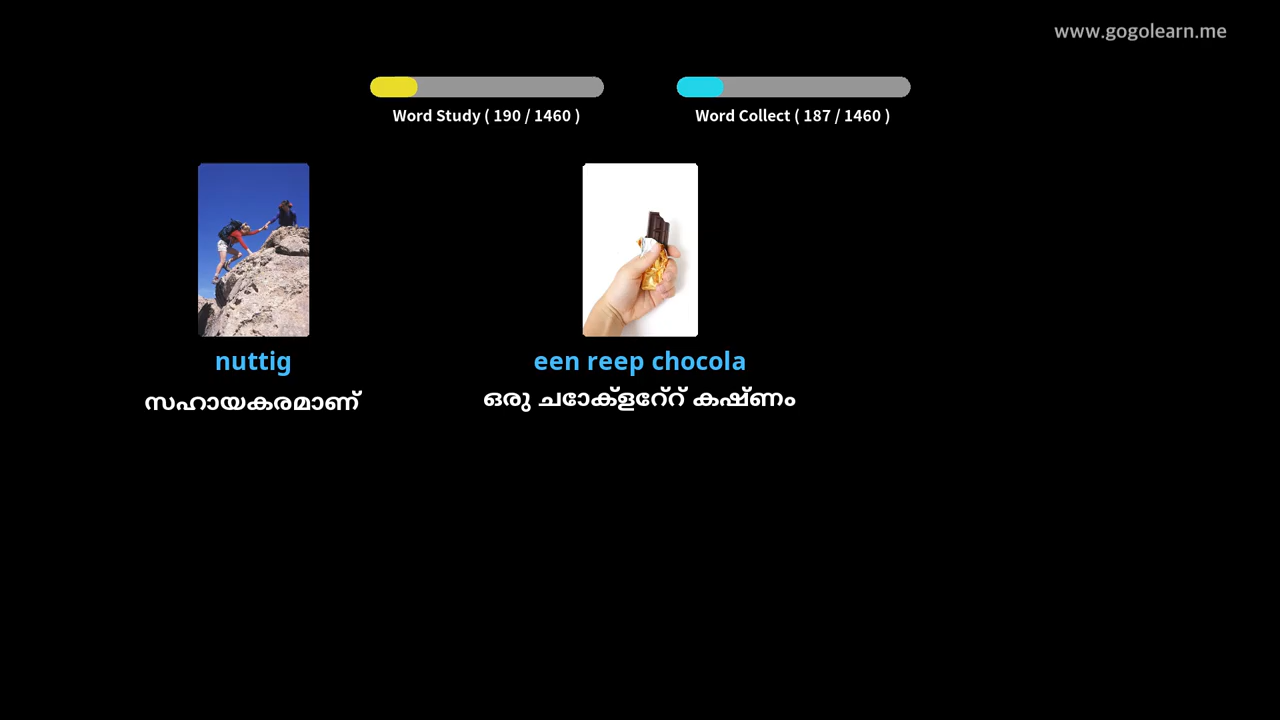 www.gogolearn.me
Word Study ( 190 / 1460 )
Word Collect ( 187 / 1460 )
nuttig
een reep chocola
സഹായകരമാണ്
ഒരു ചോക്ളേററ് കഷ്ണം